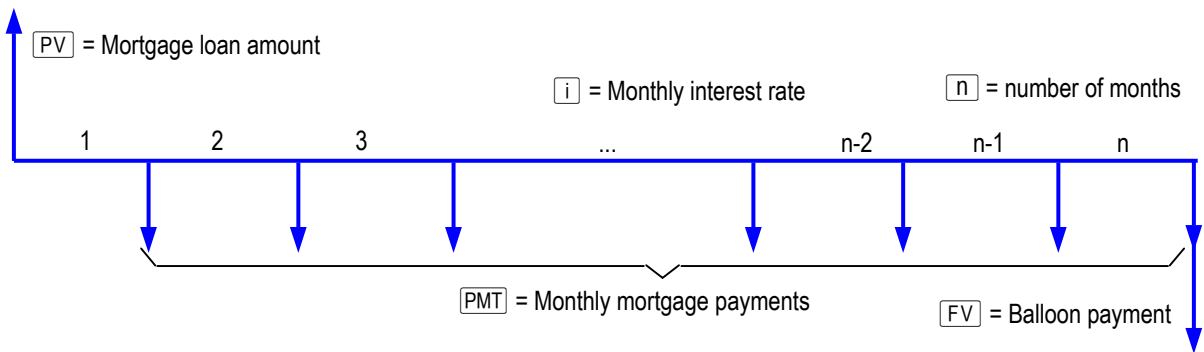 PV = Mortgage loan amount
i = Monthly interest rate
n = number of months
1 2 3 ... n-2 n-1 n
PMT = Monthly mortgage payments
FV = Balloon payment